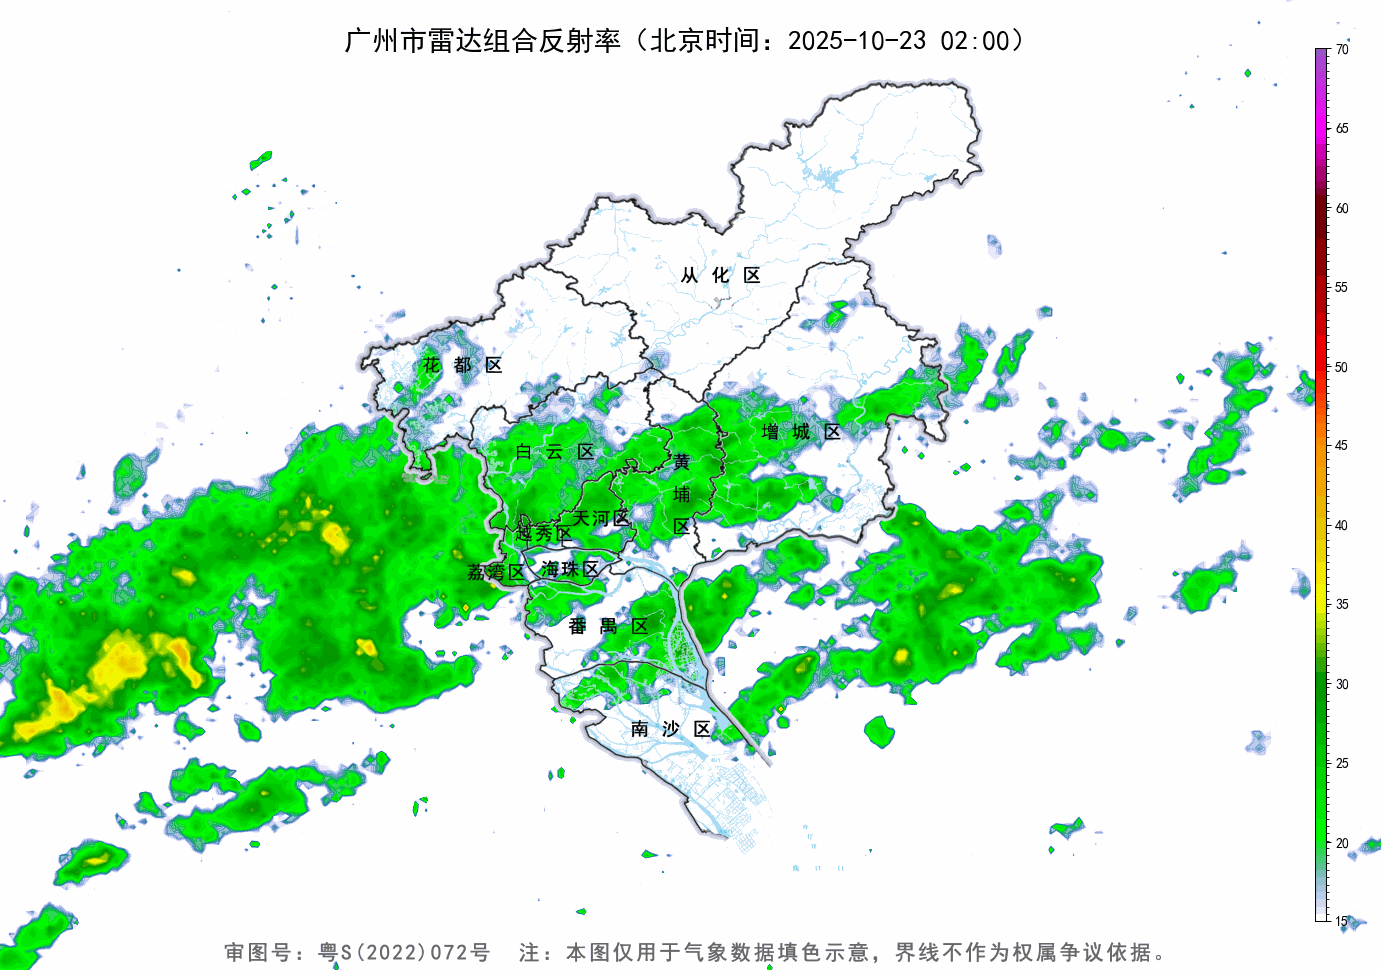 广州市雷达组合反射率（北京时间：2025-10-23 02:00）
70
65
60
55
50
45
40
35
30
25
20
15
从 化 区
花 都 区
增 城 区
白 云 区
黄
埔
区
天河区
越秀区
海珠区
荔湾区
番 禺 区
南 沙 区
审图号：粤S(2022)072号 注：本图仅用于气象数据填色示意，界线不作为权属争议依据。